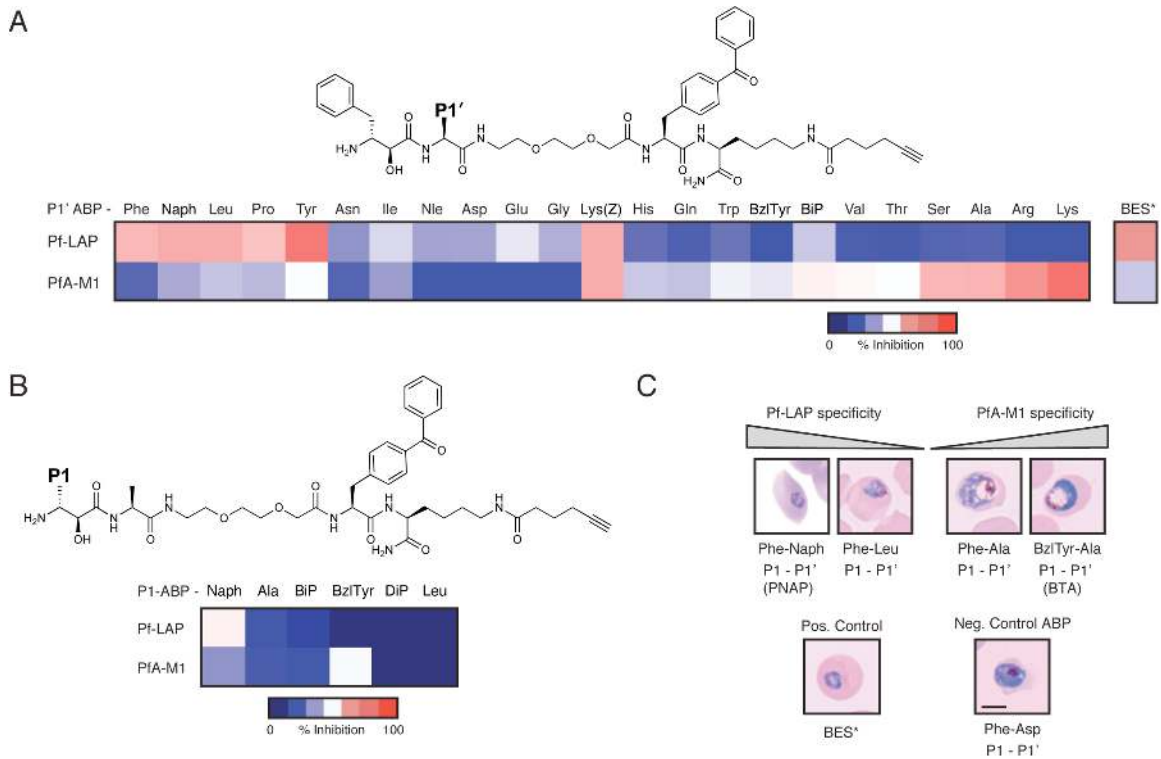 A
P1′
O
O
H
N
O
O
O
H
N
O
H2N
OH
N
H
O
N
H
O
N
H
O
H2N
O
P1' ABP - Phe Naph Leu Pro Tyr Asn Ile Nle Asp Glu Gly Lys(Z) His Gln Trp BzlTyr BiP Val Thr Ser Ala Arg Lys BES*
Pf-LAP
PfA-M1
0 % Inhibition 100
B
P1
O
O
H
N
O
O
O
H
N
O
H2N
OH
N
H
O
N
H
O
N
H
O
H2N
O
P1-ABP - Naph Ala BiP BzlTyr DiP Leu
Pf-LAP
PfA-M1
0 % Inhibition 100
C
Pf-LAP specificity PfA-M1 specificity
Phe-Naph Phe-Leu Phe-Ala BzlTyr-Ala
P1 - P1' P1 - P1' P1 - P1' P1 - P1'
(PNAP) (BTA)
Pos. Control Neg. Control ABP
BES* Phe-Asp
P1 - P1'